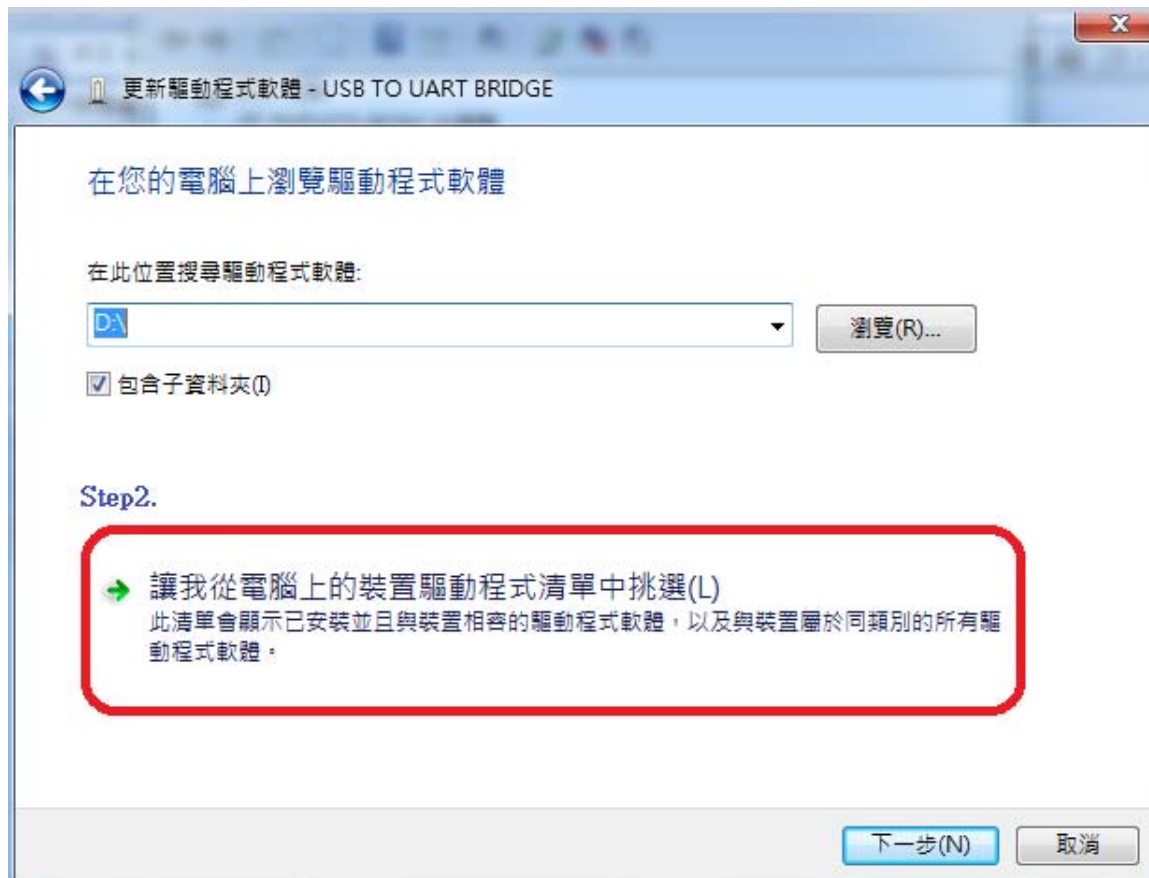 更新驅動程式軟體 - USB TO UART BRIDGE
在您的電腦上瀏覽驅動程式軟體
在此位置搜尋驅動程式軟體:
D:\
瀏覽(R)...
包含子資料夾(I)
Step2.
讓我從電腦上的裝置驅動程式清單中挑選(L)
此清單會顯示已安裝並且與裝置相容的驅動程式軟體，以及與裝置屬於同類別的所有驅
動程式軟體。
下一步(N)
取消